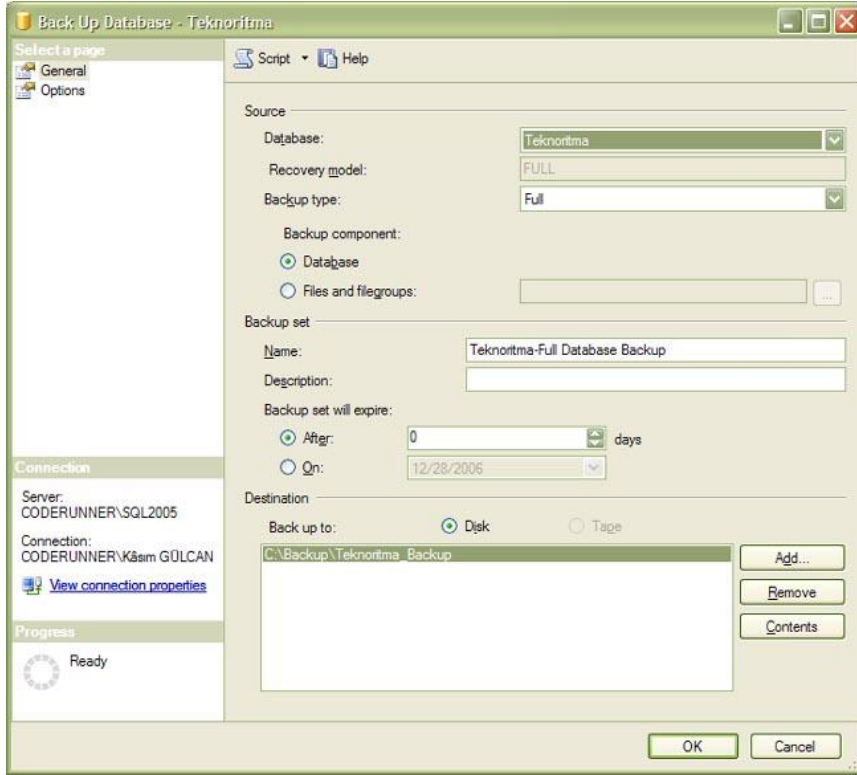 Back Up Database - Teknoritma
Select a page
General
Options
Script Help
Source
Database: Teknoritma
Recovery model: FULL
Backup type: Full
Backup component:
Database
Files and filegroups:
...
Backup set
Name: Teknoritma-Full Database Backup
Description:
Backup set will expire:
After: 0 days
On: 12/28/2006
Destination
Back up to: Disk Tape
C:\Backup\Teknoritma_Backup
Add...
Remove
Contents
Connection
Server:
CODERUNNER\SQL2005
Connection:
CODERUNNER\Kâsım GÜLCAN
View connection properties
Progress
Ready
OK Cancel